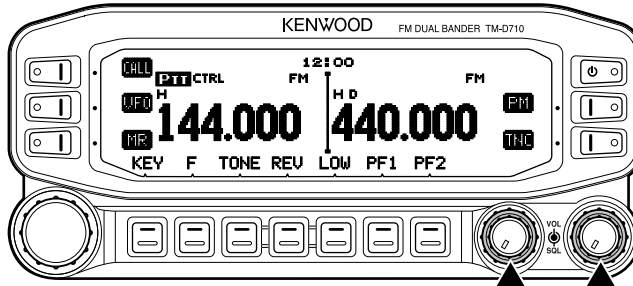 KENWOOD FM DUAL BANDER TM-D710
12:00
CALL PTT CTRL FM FM
VFO H H D PM
144.000 440.000
MR TNC
KEY F TONE REV LOW PF1 PF2
VOL
SQL